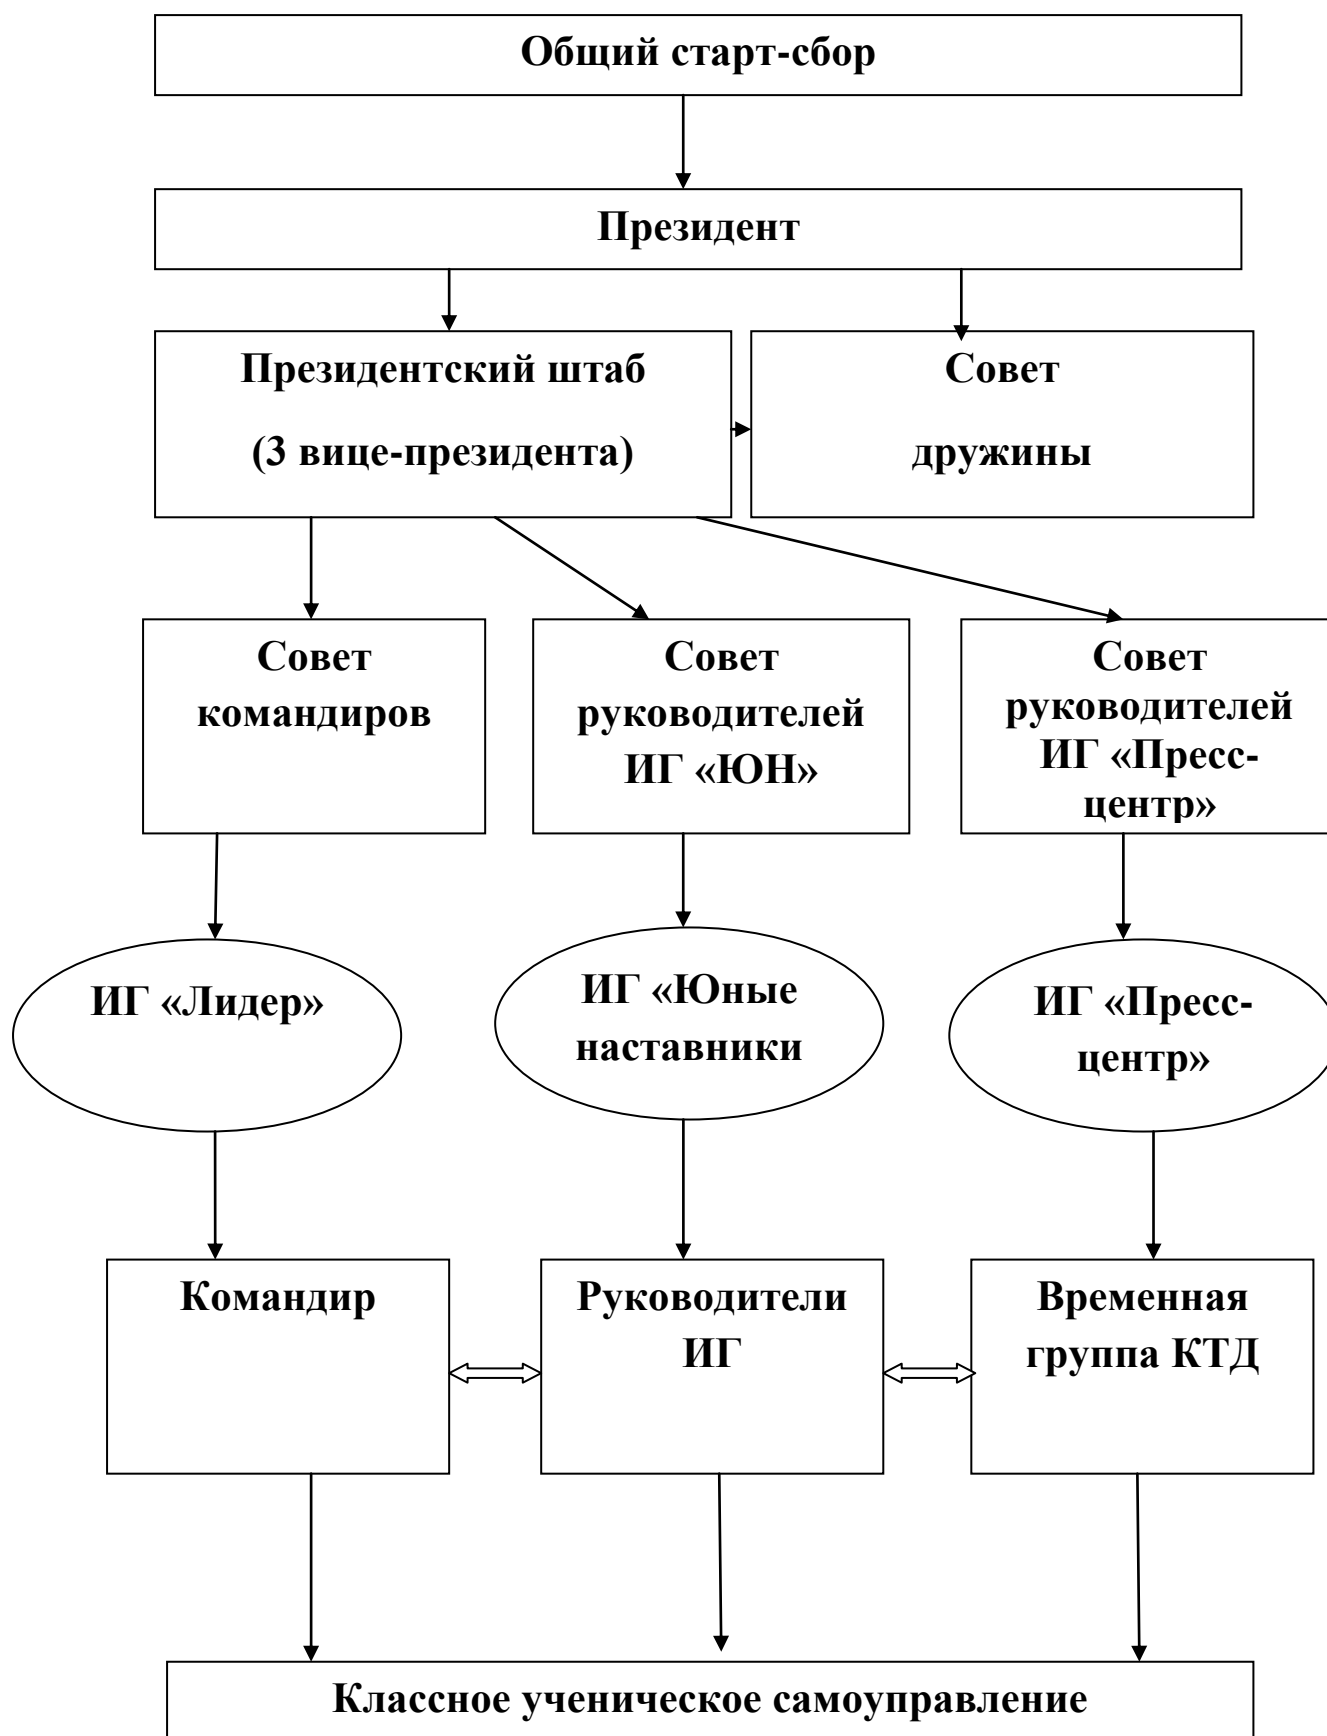 Общий старт-сбор
Президент
Президентский штаб
(3 вице-президента)
Совет
дружины
Совет
командиров
Совет
руководителей
ИГ «ЮН»
Совет
руководителей
ИГ «Пресс-
центр»
ИГ «Лидер»
ИГ «Юные
наставники
ИГ «Пресс-
центр»
Командир
Руководители
ИГ
Временная
группа КТД
Классное ученическое самоуправление